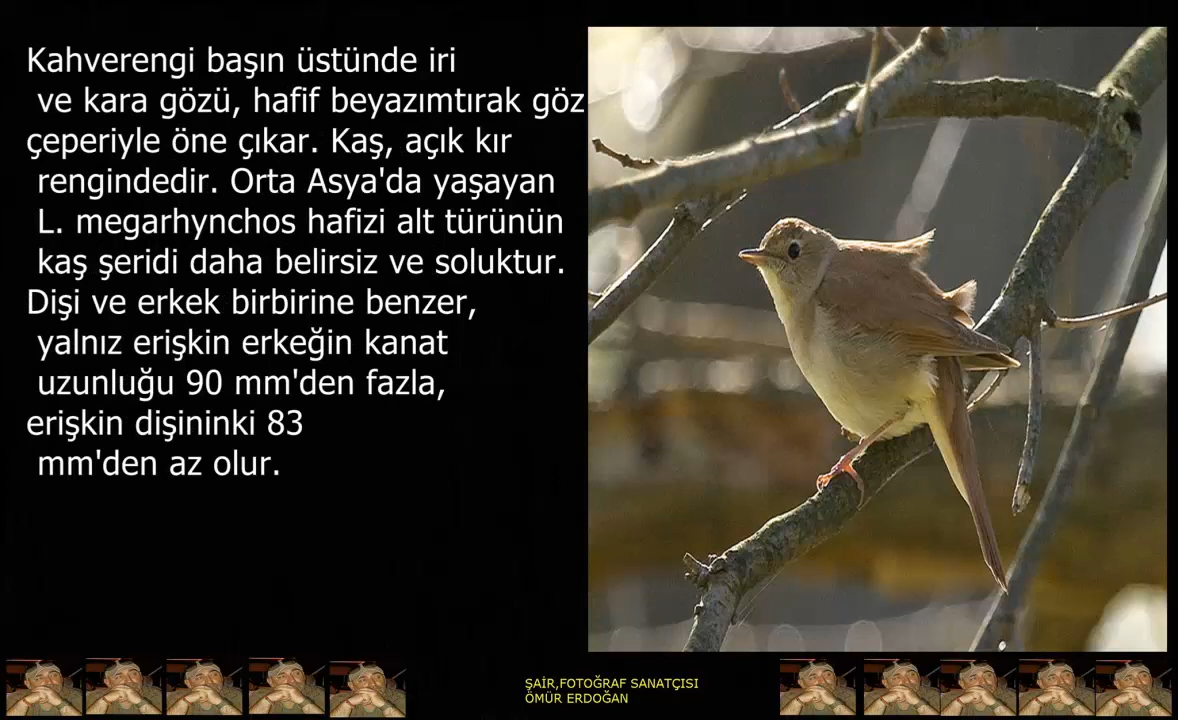 Kahverengi başın üstünde iri
ve kara gözü, hafif beyazımtırak göz
çeperiyle öne çıkar. Kaş, açık kır
rengindedir. Orta Asya'da yaşayan
L. megarhynchos hafizi alt türünün
kaş şeridi daha belirsiz ve soluktur.
Dişi ve erkek birbirine benzer,
yalnız erişkin erkeğin kanat
uzunluğu 90 mm'den fazla,
erişkin dişininki 83
mm'den az olur.
ŞAİR,FOTOĞRAF SANATÇISI
ÖMÜR ERDOĞAN